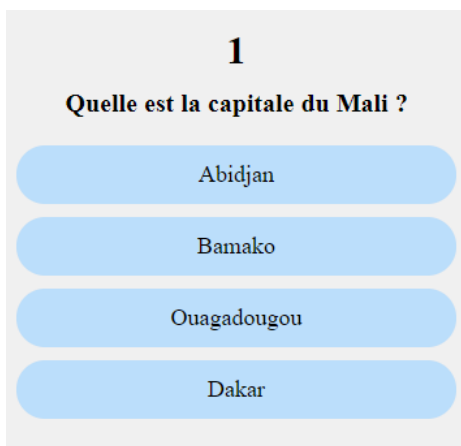 1
Quelle est la capitale du Mali ?
Abidjan
Bamako
Ouagadougou
Dakar